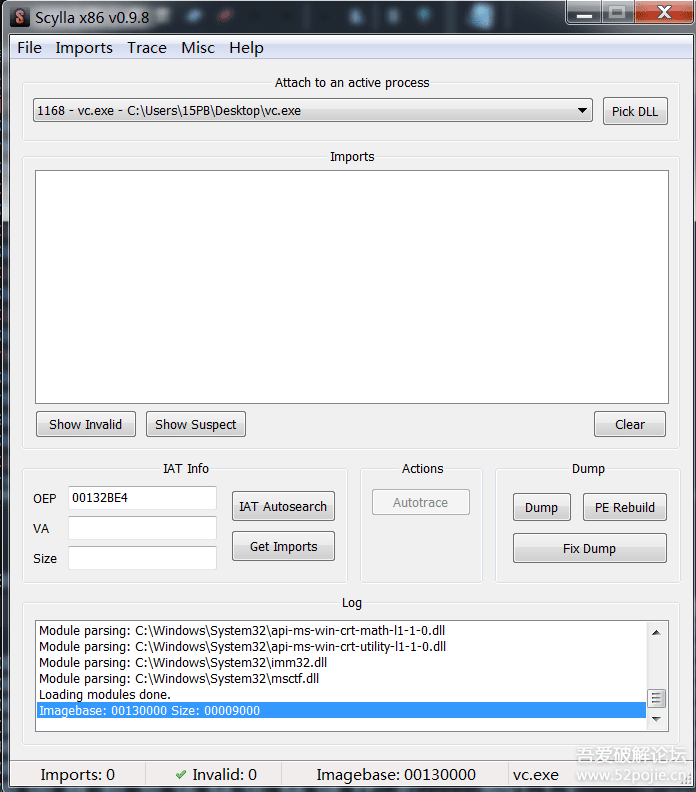 Scylla x86 v0.9.8
File Imports Trace Misc Help
Attach to an active process
1168 - vc.exe - C:\Users\15PB\Desktop\vc.exe
Pick DLL
Imports
Show Invalid
Show Suspect
Clear
IAT Info
OEP
00132BE4
VA
Size
IAT Autosearch
Get Imports
Actions
Autotrace
Dump
Dump
PE Rebuild
Fix Dump
Log
Module parsing: C:\Windows\System32\api-ms-win-crt-math-l1-1-0.dll
Module parsing: C:\Windows\System32\api-ms-win-crt-utility-l1-1-0.dll
Module parsing: C:\Windows\System32\imm32.dll
Module parsing: C:\Windows\System32\msctf.dll
Loading modules done.
Imagebase: 00130000 Size: 00009000
Imports: 0
Invalid: 0
Imagebase: 00130000
vc.exe
吾爱破解论坛
www.52pojie.cn